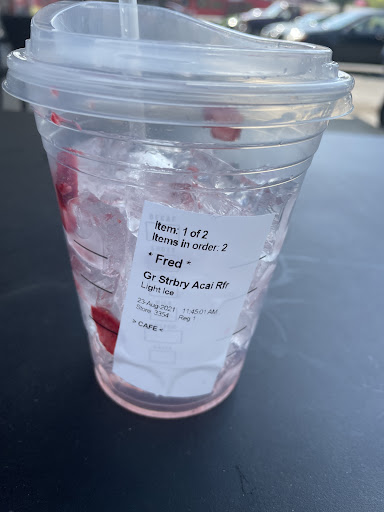 Item: 1 of 2
Items in order: 2
* Fred *
Gr Strbry Acai Rfr
Light Ice
23-Aug-2021 11:45:01 AM
Store 3354 Reg 1
> CAFE <